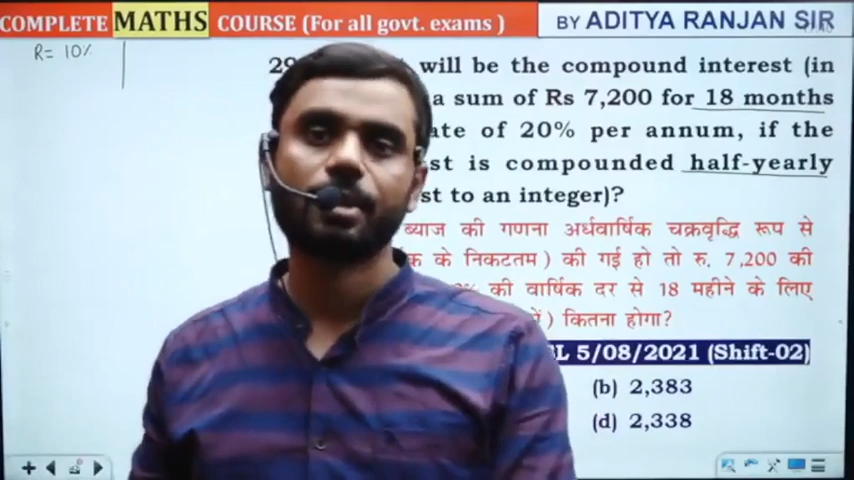 COMPLETE MATHS COURSE (For all govt. exams )
BY ADITYA RANJAN SIR
R= 10%
29
will be the compound interest (in
a sum of Rs 7,200 for 18 months
of 20% per annum, if the
is compounded half-yearly
to an integer)?
ब्याज की गणना अर्धवार्षिक चक्रवृद्धि रूप से
के निकटतम ) की गई हो तो रु. 7,200 की
की वार्षिक दर से 18 महीने के लिए
) कितना होगा?
5/08/2021 (Shift-02)
(b) 2,383
(d) 2,338